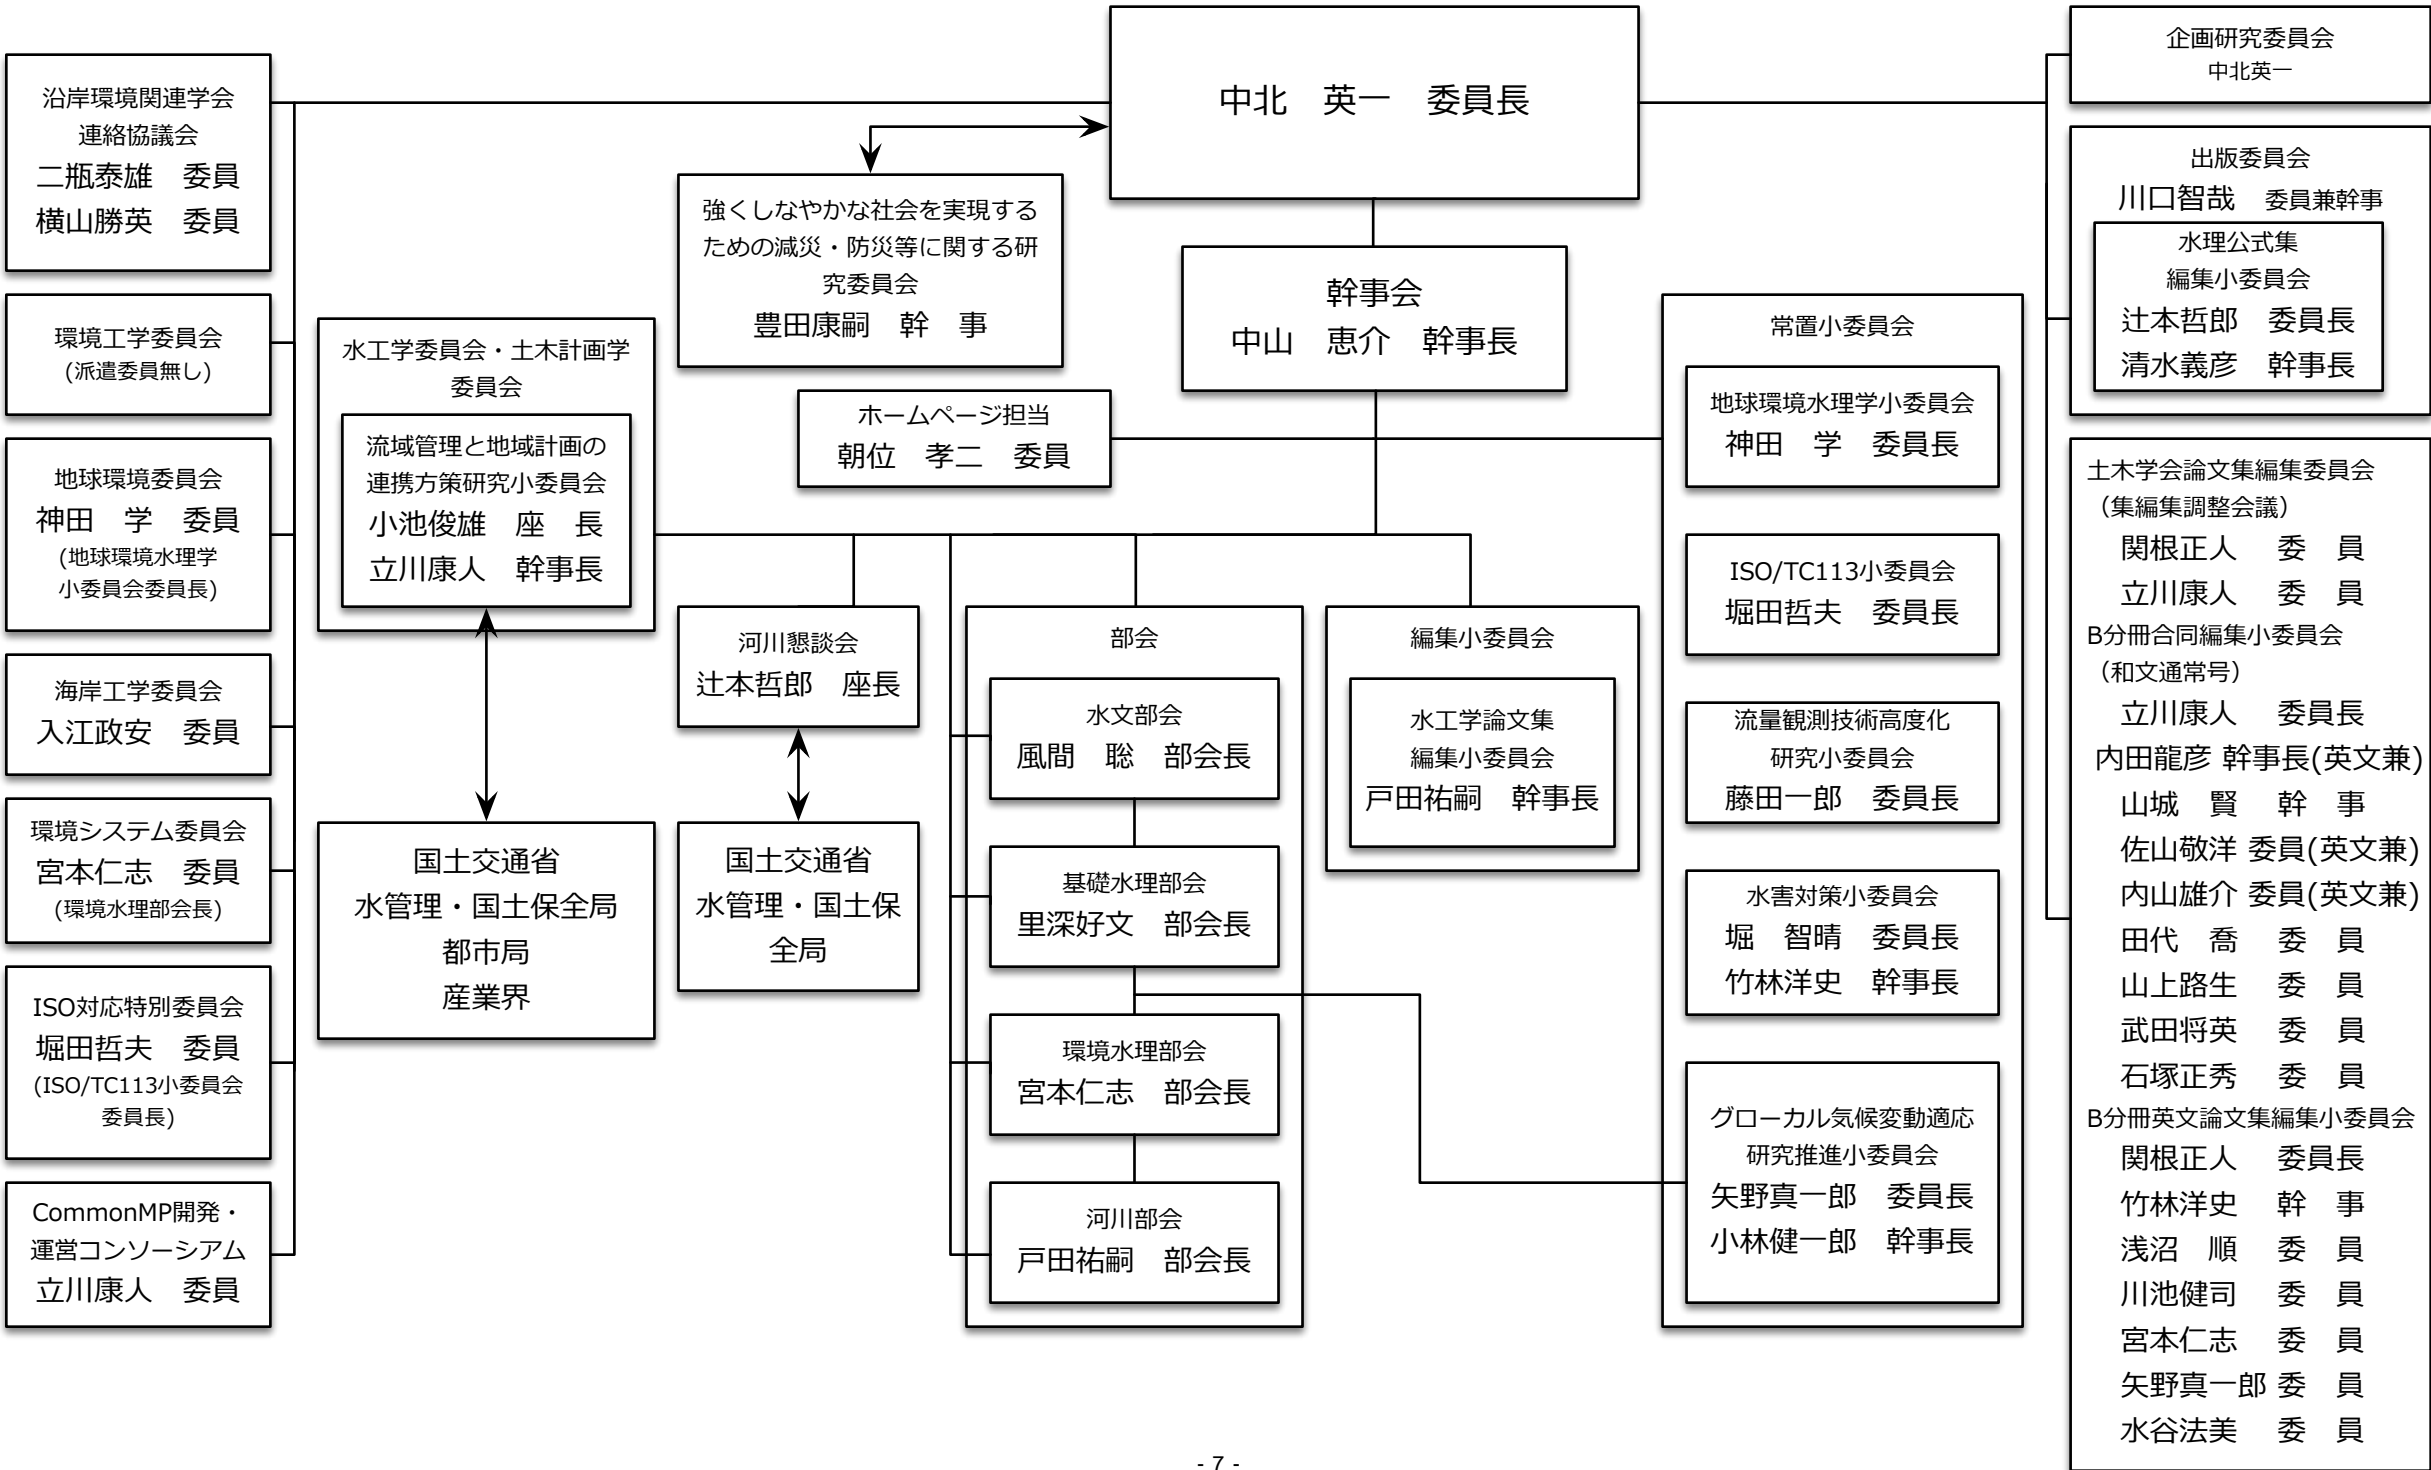 中北　英一　委員長
沿岸環境関連学会
連絡協議会
二瓶泰雄　委員
横山勝英　委員
環境工学委員会
(派遣委員無し)
地球環境委員会
神田　学　委員
(地球環境水理学
小委員会委員長)
海岸工学委員会
入江政安　委員
環境システム委員会
宮本仁志　委員
(環境水理部会長)
ISO対応特別委員会
堀田哲夫　委員
(ISO/TC113小委員会
委員長)
CommonMP開発・
運営コンソーシアム
立川康人　委員
水工学委員会・土木計画学
委員会
流域管理と地域計画の
連携方策研究小委員会
小池俊雄　座　長
立川康人　幹事長
国土交通省
水管理・国土保全局
都市局
産業界
強くしなやかな社会を実現する
ための減災・防災等に関する研
究委員会
豊田康嗣　幹　事
幹事会
中山　恵介　幹事長
ホームページ担当
朝位　孝二　委員
河川懇談会
辻本哲郎　座長
国土交通省
水管理・国土保
全局
部会
水文部会
風間　聡　部会長
基礎水理部会
里深好文　部会長
環境水理部会
宮本仁志　部会長
河川部会
戸田祐嗣　部会長
編集小委員会
水工学論文集
編集小委員会
戸田祐嗣　幹事長
常置小委員会
地球環境水理学小委員会
神田　学　委員長
ISO/TC113小委員会
堀田哲夫　委員長
流量観測技術高度化
研究小委員会
藤田一郎　委員長
水害対策小委員会
堀　智晴　委員長
竹林洋史　幹事長
グローカル気候変動適応
研究推進小委員会
矢野真一郎　委員長
小林健一郎　幹事長
企画研究委員会
中北英一
出版委員会
川口智哉　委員兼幹事
水理公式集
編集小委員会
辻本哲郎　委員長
清水義彦　幹事長
土木学会論文集編集委員会
（集編集調整会議）
関根正人　委　員
立川康人　委　員
B分冊合同編集小委員会
（和文通常号）
立川康人　委員長
内田龍彦 幹事長(英文兼)
山城　賢　幹　事
佐山敬洋 委員(英文兼)
内山雄介 委員(英文兼)
田代　喬　委　員
山上路生　委　員
武田将英　委　員
石塚正秀　委　員
B分冊英文論文集編集小委員会
関根正人　委員長
竹林洋史　幹　事
浅沼　順　委　員
川池健司　委　員
宮本仁志　委　員
矢野真一郎 委　員
水谷法美　委　員
- 7 -